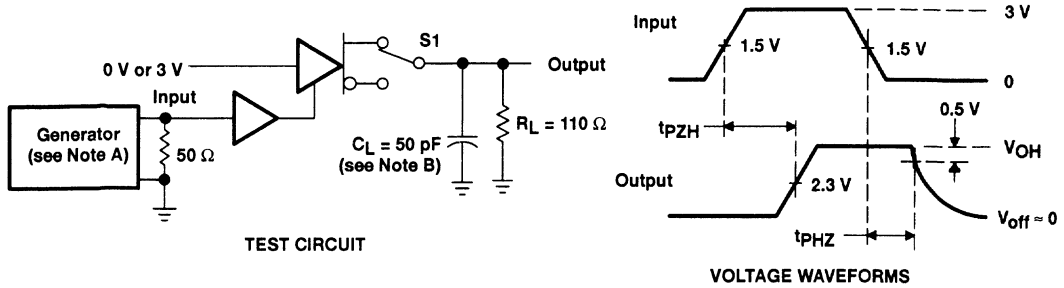 S1
0 V or 3 V
Output
Input
Generator
(see Note A)
50 Ω
CL = 50 pF
(see Note B)
RL = 110 Ω
TEST CIRCUIT
Input
3 V
1.5 V
1.5 V
0
0.5 V
tPZH
VOH
Output
2.3 V
Voff ≈ 0
tPHZ
VOLTAGE WAVEFORMS